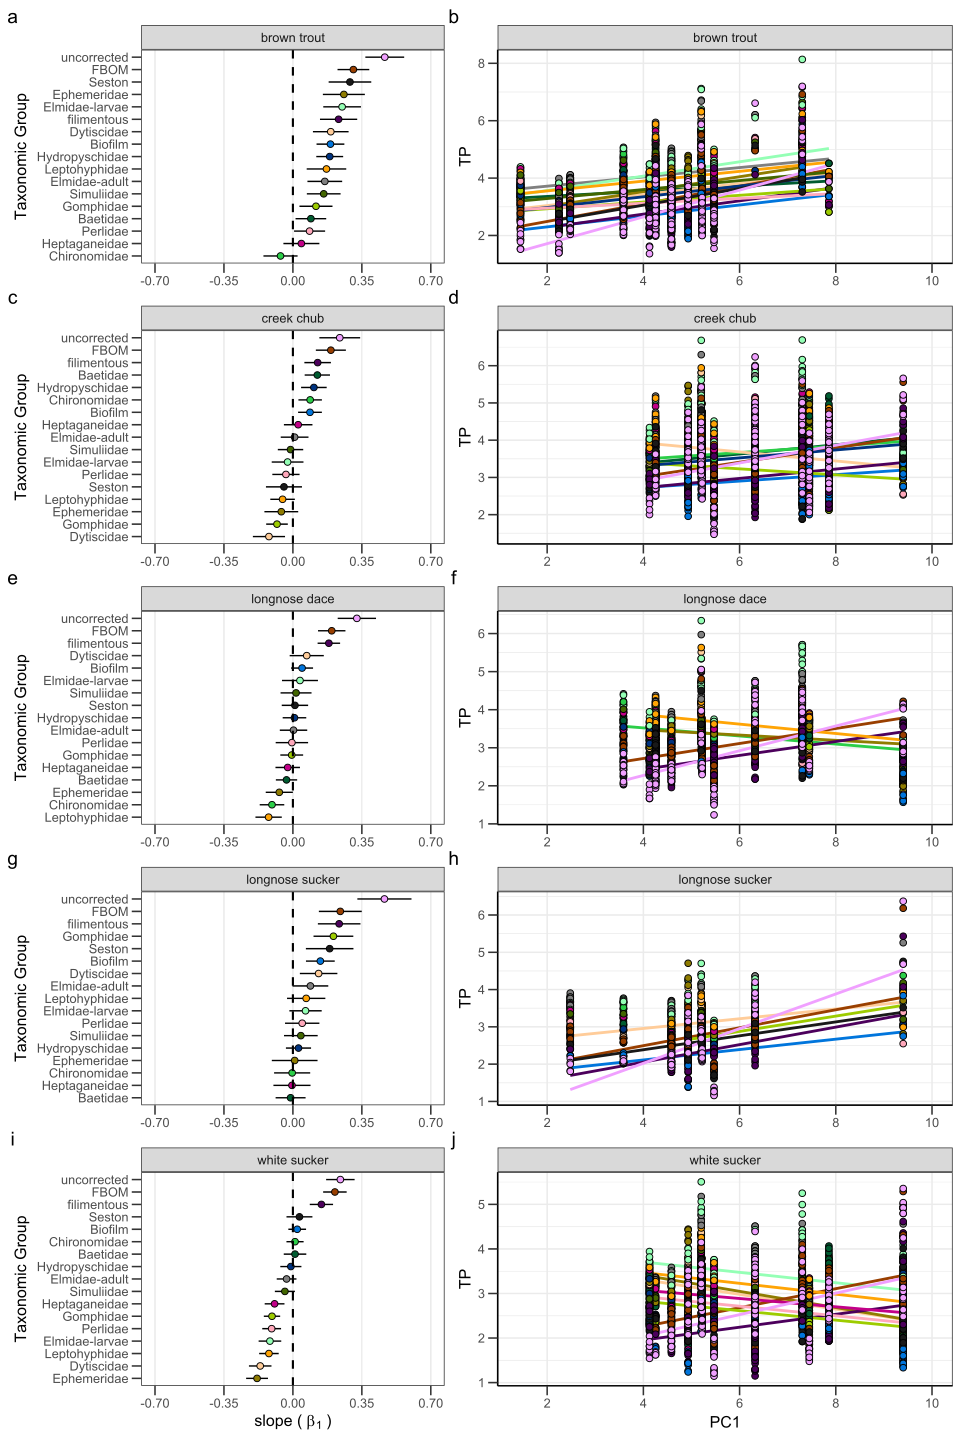 a
brown trout
Taxonomic Group
uncorrected
FBOM
Seston
Ephemeridae
Elmidae-larvae
filimentous
Dytiscidae
Biofilm
Hydropyschidae
Leptohyphidae
Elmidae-adult
Simuliidae
Gomphidae
Baetidae
Perlidae
Heptaganeidae
Chironomidae
-0.70 -0.35 0.00 0.35 0.70
b
brown trout
TP
8
6
4
2
2 4 6 8 10
c
creek chub
Taxonomic Group
uncorrected
FBOM
filimentous
Baetidae
Hydropyschidae
Chironomidae
Biofilm
Heptaganeidae
Elmidae-adult
Simuliidae
Elmidae-larvae
Perlidae
Seston
Leptohyphidae
Ephemeridae
Gomphidae
Dytiscidae
-0.70 -0.35 0.00 0.35 0.70
d
creek chub
TP
6
5
4
3
2
2 4 6 8 10
e
longnose dace
Taxonomic Group
uncorrected
FBOM
filimentous
Dytiscidae
Biofilm
Elmidae-larvae
Simuliidae
Seston
Hydropyschidae
Elmidae-adult
Perlidae
Gomphidae
Heptaganeidae
Baetidae
Ephemeridae
Chironomidae
Leptohyphidae
-0.70 -0.35 0.00 0.35 0.70
f
longnose dace
TP
6
5
4
3
2
1
2 4 6 8 10
g
longnose sucker
Taxonomic Group
uncorrected
FBOM
filimentous
Gomphidae
Seston
Biofilm
Dytiscidae
Elmidae-adult
Leptohyphidae
Elmidae-larvae
Perlidae
Simuliidae
Hydropyschidae
Ephemeridae
Chironomidae
Heptaganeidae
Baetidae
-0.70 -0.35 0.00 0.35 0.70
h
longnose sucker
TP
6
5
4
3
2
1
2 4 6 8 10
i
white sucker
Taxonomic Group
uncorrected
FBOM
filimentous
Seston
Biofilm
Chironomidae
Baetidae
Hydropyschidae
Elmidae-adult
Simuliidae
Heptaganeidae
Gomphidae
Perlidae
Elmidae-larvae
Leptohyphidae
Dytiscidae
Ephemeridae
-0.70 -0.35 0.00 0.35 0.70
slope ( β₁ )
j
white sucker
TP
5
4
3
2
1
2 4 6 8 10
PC1